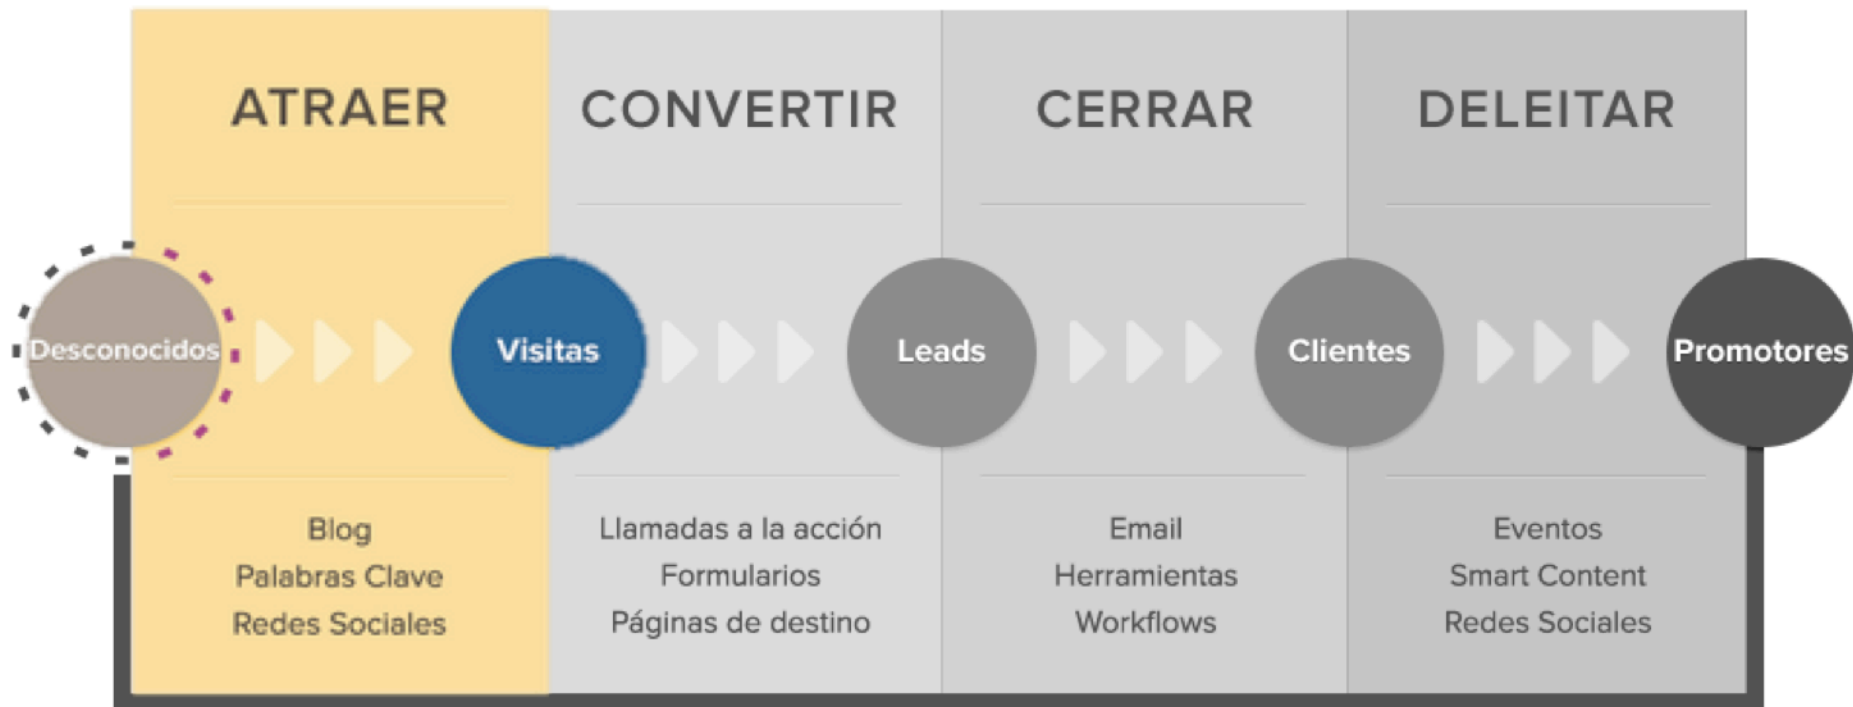 ATRAER
CONVERTIR
CERRAR
DELEITAR
Desconocidos
Visitas
Leads
Clientes
Promotores
Blog
Palabras Clave
Redes Sociales
Llamadas a la acción
Formularios
Páginas de destino
Email
Herramientas
Workflows
Eventos
Smart Content
Redes Sociales